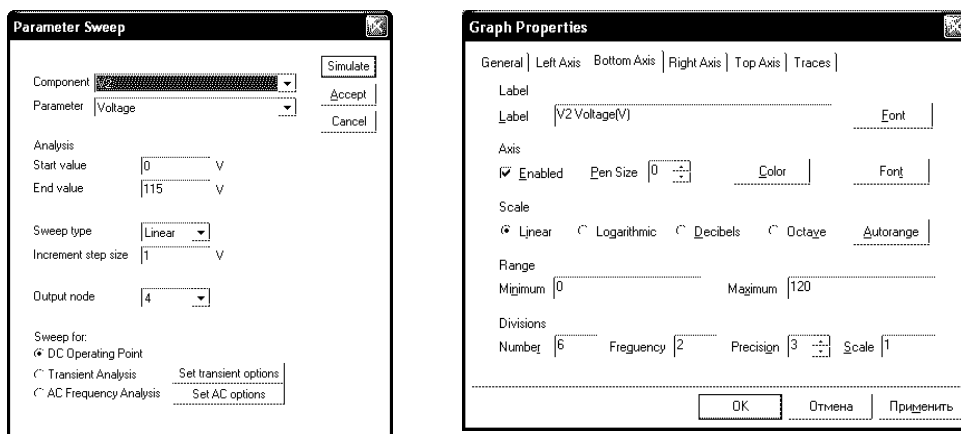 Parameter Sweep
Component
Parameter Voltage
Simulate
Accept
Cancel
Analysis
Start value 0 V
End value 115 V
Sweep type Linear
Increment step size 1 V
Output node 4
Sweep for:
DC Operating Point
Transient Analysis Set transient options
AC Frequency Analysis Set AC options
Graph Properties
General Left Axis Bottom Axis Right Axis Top Axis Traces
Label
Label V2 Voltage(V) Font
Axis
Enabled Pen Size 0 Color Font
Scale
Linear Logarithmic Decibels Octave Autorange
Range
Minimum 0 Maximum 120
Divisions
Number 6 Freguency 2 Precision 3 Scale 1
OK Отмена Применить